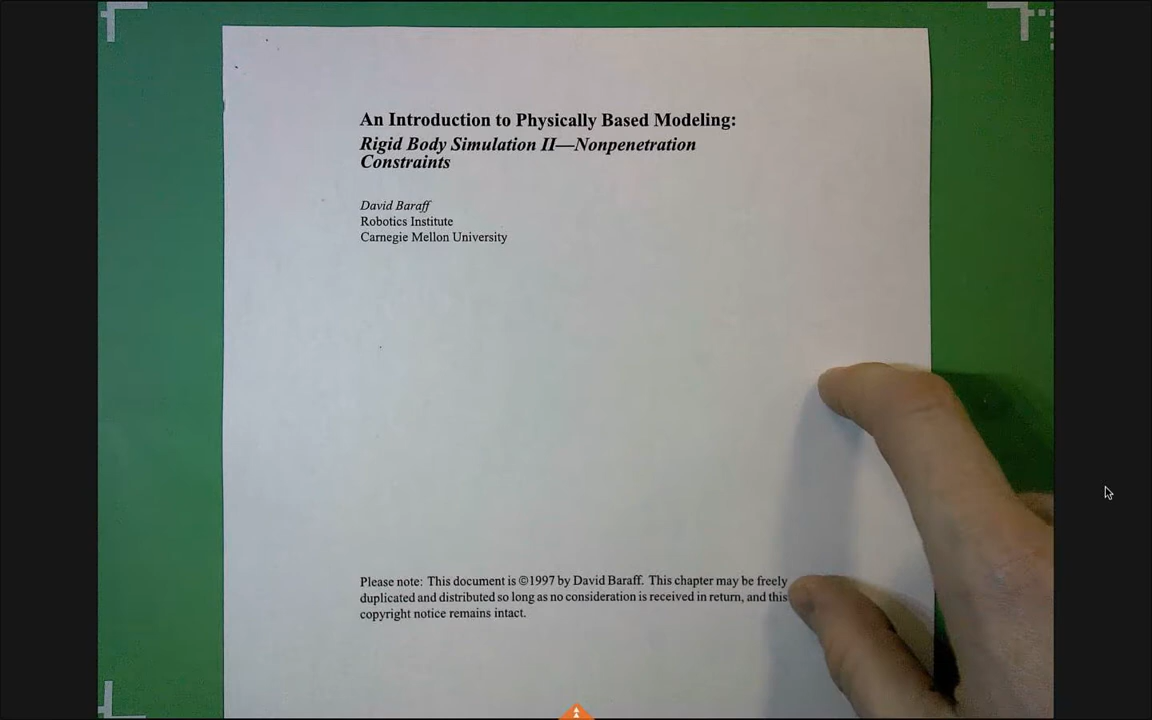 An Introduction to Physically Based Modeling:
Rigid Body Simulation II—Nonpenetration
Constraints
David Baraff
Robotics Institute
Carnegie Mellon University
Please note: This document is ©1997 by David Baraff. This chapter may be freely
duplicated and distributed so long as no consideration is received in return, and this
copyright notice remains intact.